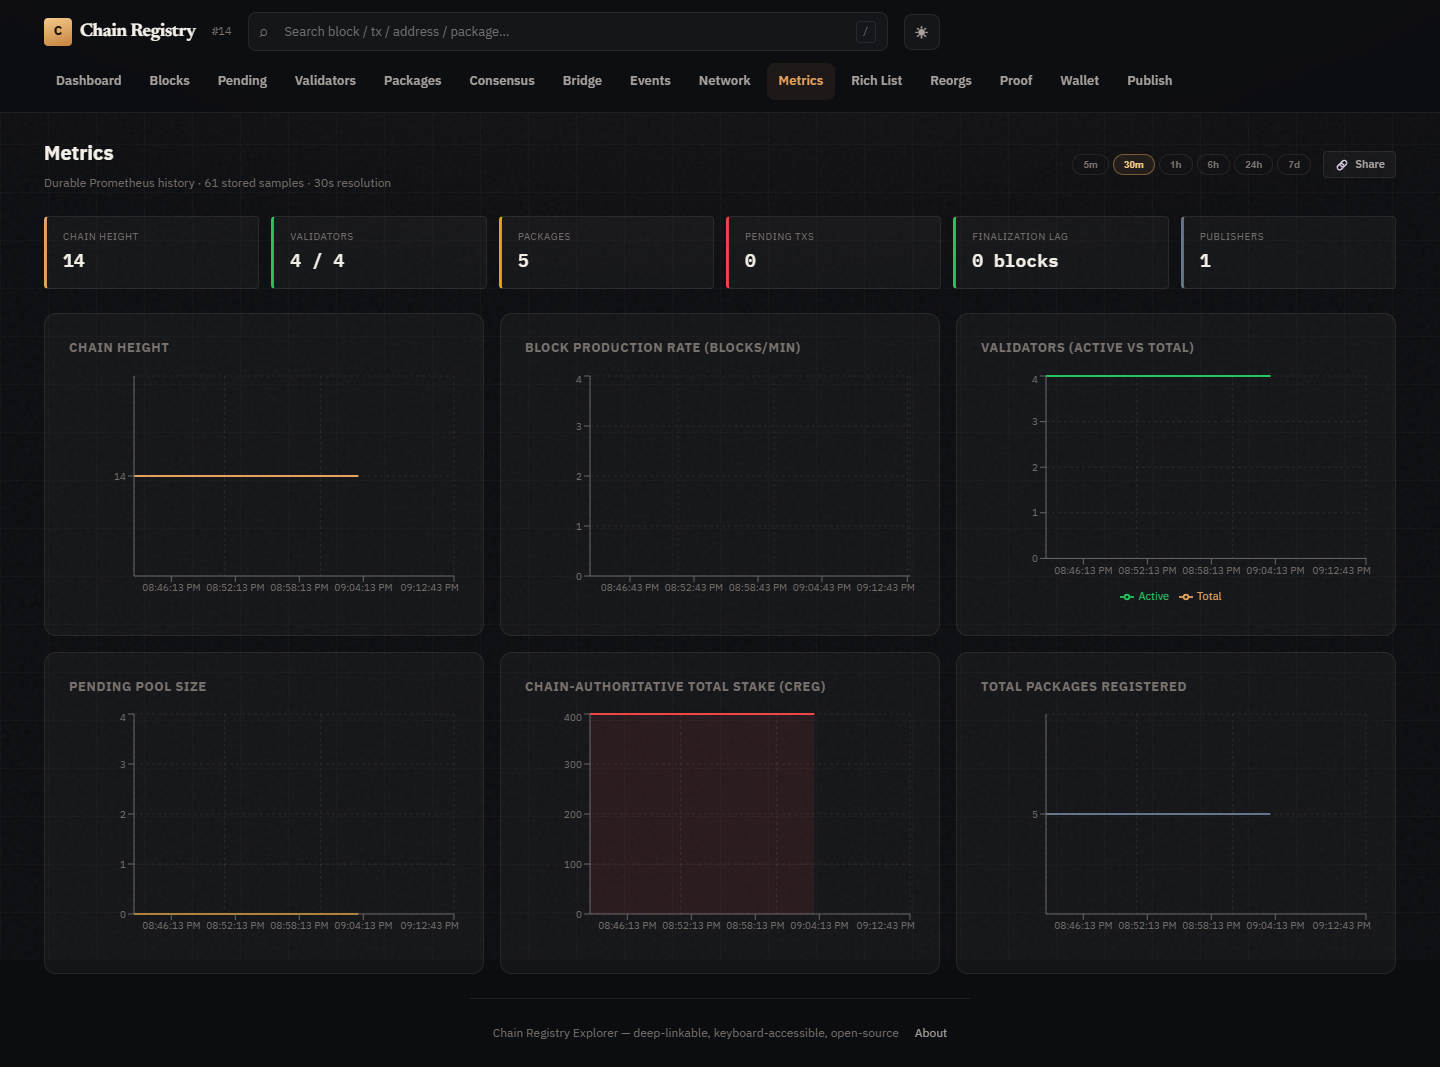 C Chain Registry #14 Search block / tx / address / package... /
Dashboard Blocks Pending Validators Packages Consensus Bridge Events Network Metrics Rich List Reorgs Proof Wallet Publish
Metrics
Durable Prometheus history · 61 stored samples · 30s resolution
5m 30m 1h 6h 24h 7d Share
CHAIN HEIGHT
14
VALIDATORS
4 / 4
PACKAGES
5
PENDING TXS
0
FINALIZATION LAG
0 blocks
PUBLISHERS
1
CHAIN HEIGHT
14
08:46:13 PM 08:52:13 PM 08:58:13 PM 09:04:13 PM 09:12:43 PM
BLOCK PRODUCTION RATE (BLOCKS/MIN)
4
3
2
1
0
08:46:43 PM 08:52:43 PM 08:58:43 PM 09:04:43 PM 09:12:43 PM
VALIDATORS (ACTIVE VS TOTAL)
4
3
2
1
0
08:46:13 PM 08:52:13 PM 08:58:13 PM 09:04:13 PM 09:12:43 PM
Active Total
PENDING POOL SIZE
4
3
2
1
0
08:46:13 PM 08:52:13 PM 08:58:13 PM 09:04:13 PM 09:12:43 PM
CHAIN-AUTHORITATIVE TOTAL STAKE (CREG)
400
300
200
100
0
08:46:13 PM 08:52:13 PM 08:58:13 PM 09:04:13 PM 09:12:43 PM
TOTAL PACKAGES REGISTERED
5
08:46:13 PM 08:52:13 PM 08:58:13 PM 09:04:13 PM 09:12:43 PM
Chain Registry Explorer — deep-linkable, keyboard-accessible, open-source About